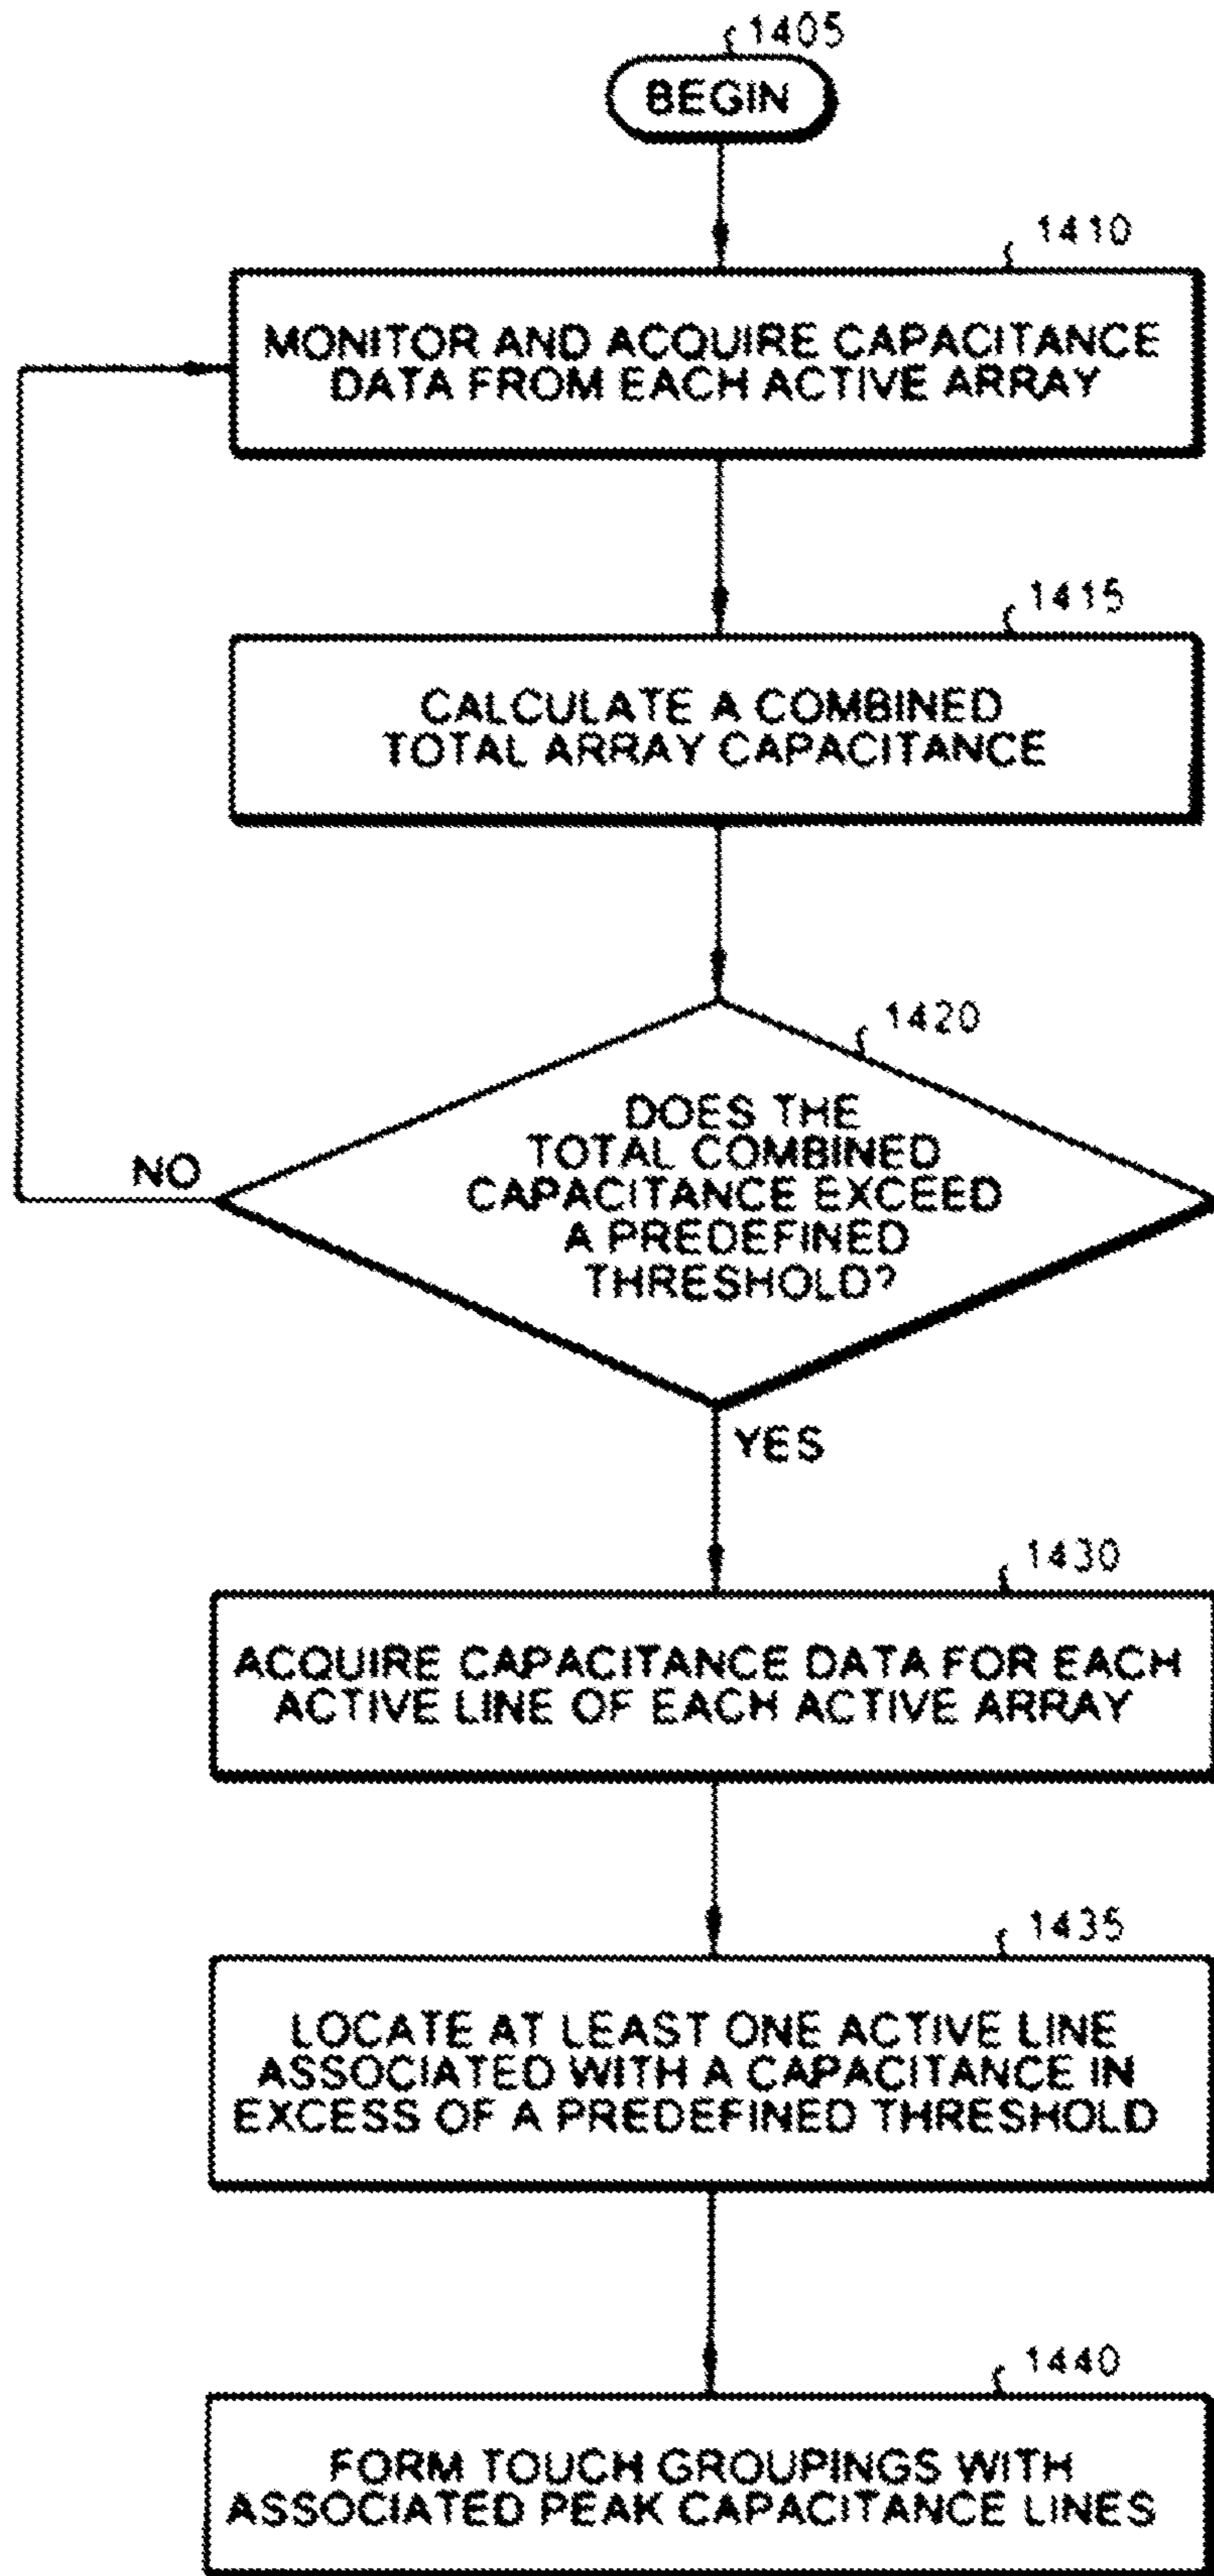 1405
BEGIN
1410
MONITOR AND ACQUIRE CAPACITANCE
DATA FROM EACH ACTIVE ARRAY
1415
CALCULATE A COMBINED
TOTAL ARRAY CAPACITANCE
1420
DOES THE
TOTAL COMBINED
CAPACITANCE EXCEED
A PREDEFINED
THRESHOLD?
NO
YES
1430
ACQUIRE CAPACITANCE DATA FOR EACH
ACTIVE LINE OF EACH ACTIVE ARRAY
1435
LOCATE AT LEAST ONE ACTIVE LINE
ASSOCIATED WITH A CAPACITANCE IN
EXCESS OF A PREDEFINED THRESHOLD
1440
FORM TOUCH GROUPINGS WITH
ASSOCIATED PEAK CAPACITANCE LINES